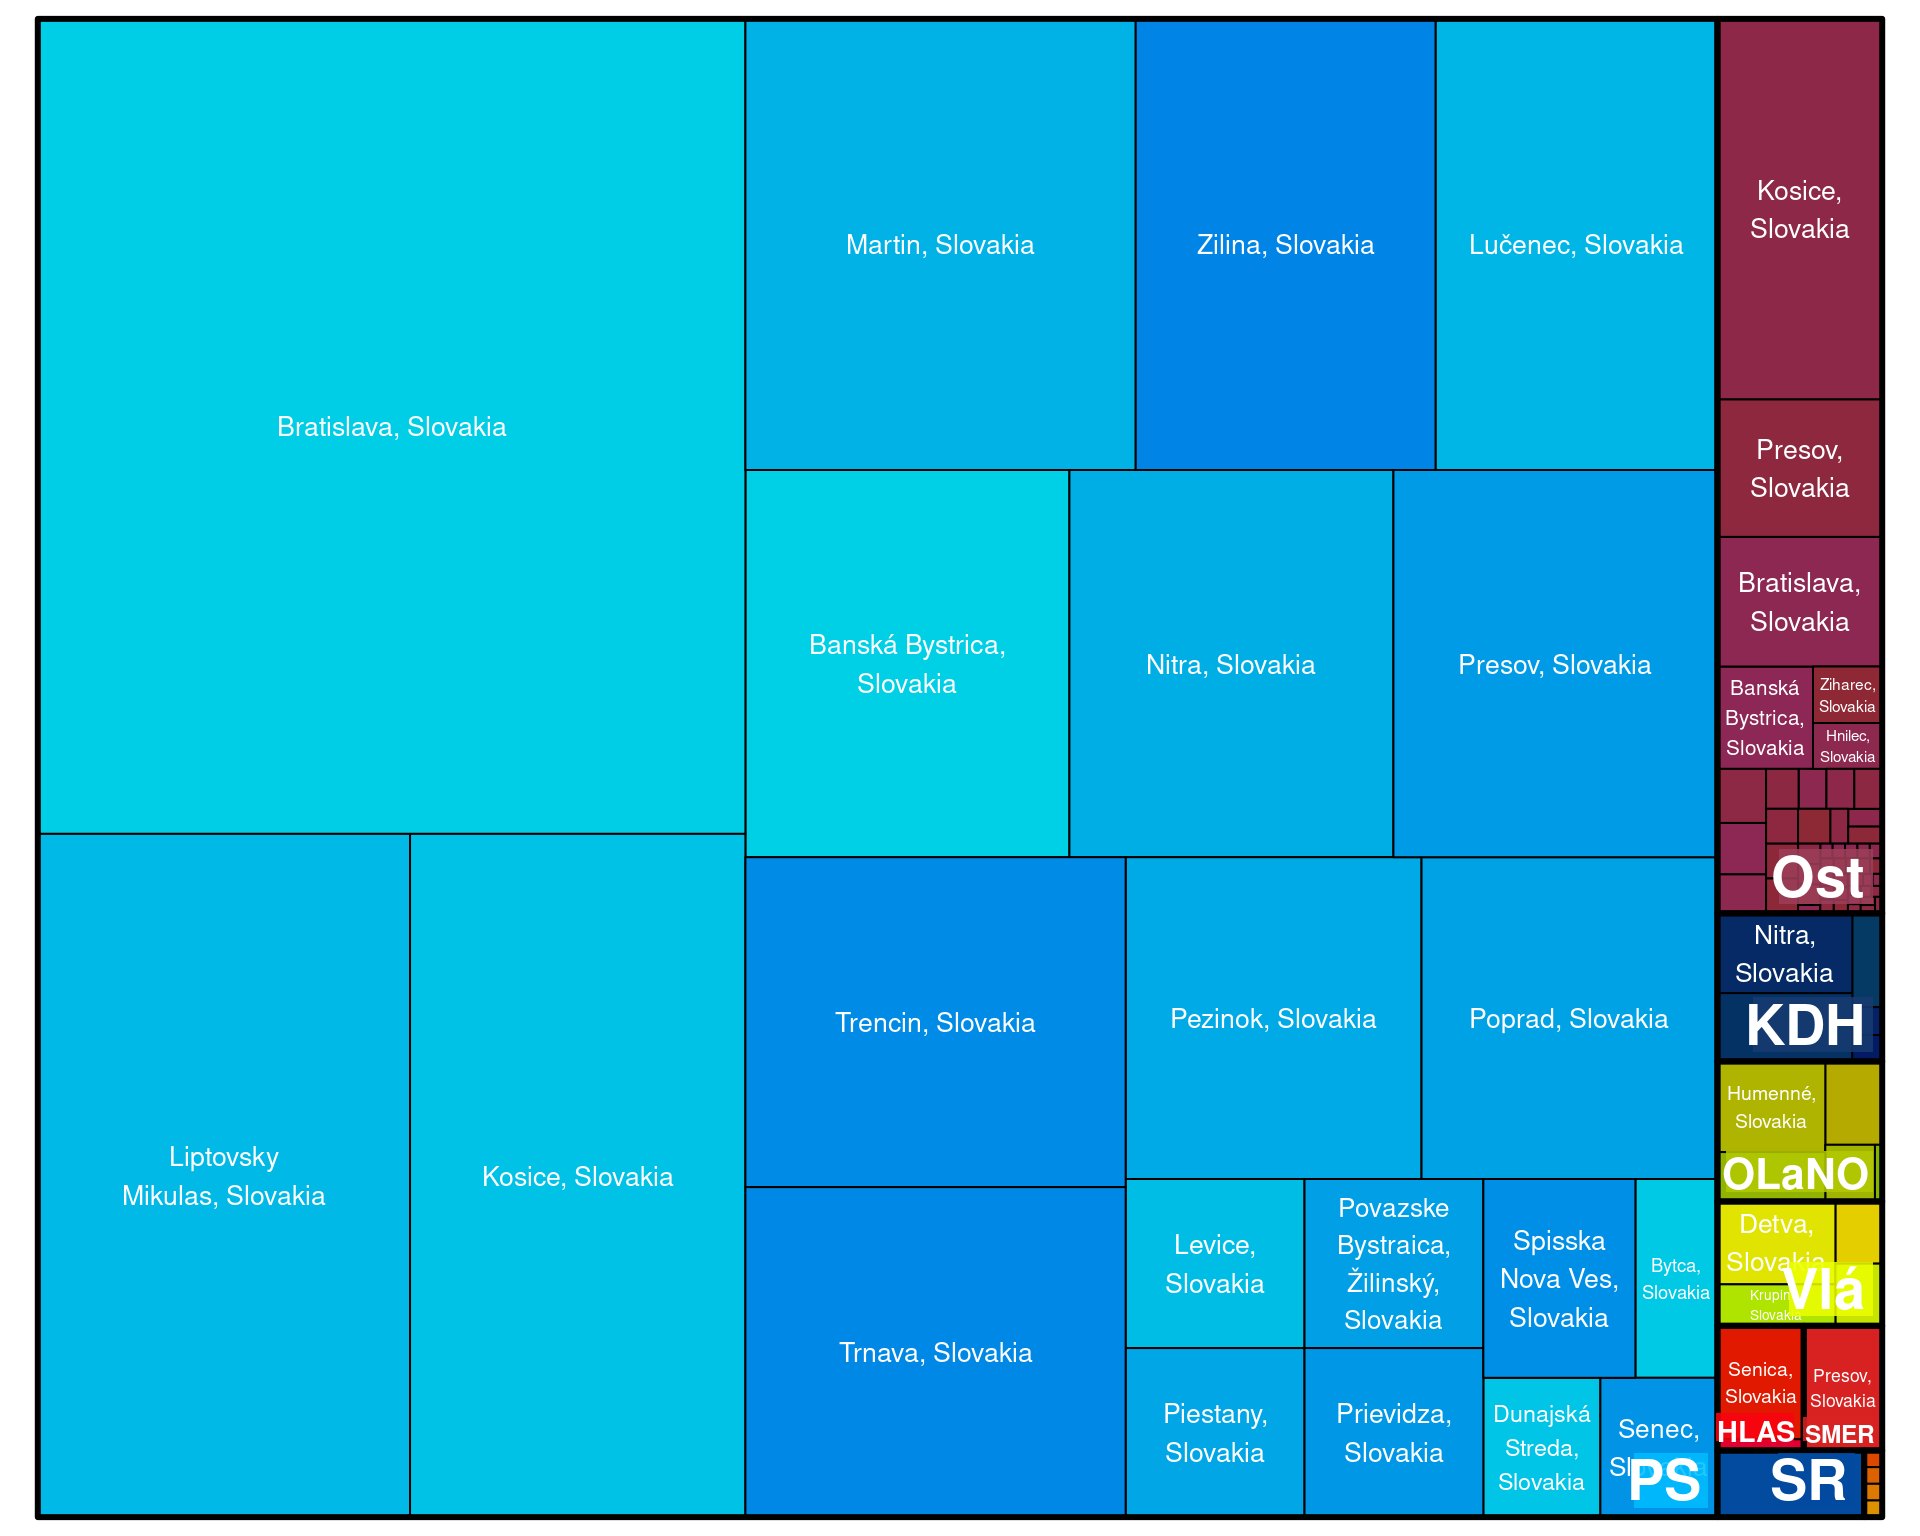 Bratislava, Slovakia
Martin, Slovakia
Zilina, Slovakia
Lučenec, Slovakia
Banská Bystrica,
Slovakia
Nitra, Slovakia
Presov, Slovakia
Liptovsky
Mikulas, Slovakia
Kosice, Slovakia
Trencin, Slovakia
Trnava, Slovakia
Pezinok, Slovakia
Poprad, Slovakia
Levice,
Slovakia
Povazske
Bystraica,
Žilinský,
Slovakia
Spisska
Nova Ves,
Slovakia
Bytca,
Slovakia
Piestany,
Slovakia
Prievidza,
Slovakia
Dunajská
Streda,
Slovakia
Senec,
Slovakia
PS
Kosice,
Slovakia
Presov,
Slovakia
Bratislava,
Slovakia
Banská
Bystrica,
Slovakia
Ziharec,
Slovakia
Hnilec,
Slovakia
Ost
Nitra,
Slovakia
KDH
Humenné,
Slovakia
OLaNO
Detva,
Slovakia
Slovakia
Vlá
Senica,
Slovakia
HLAS
Presov,
Slovakia
SMER
SR